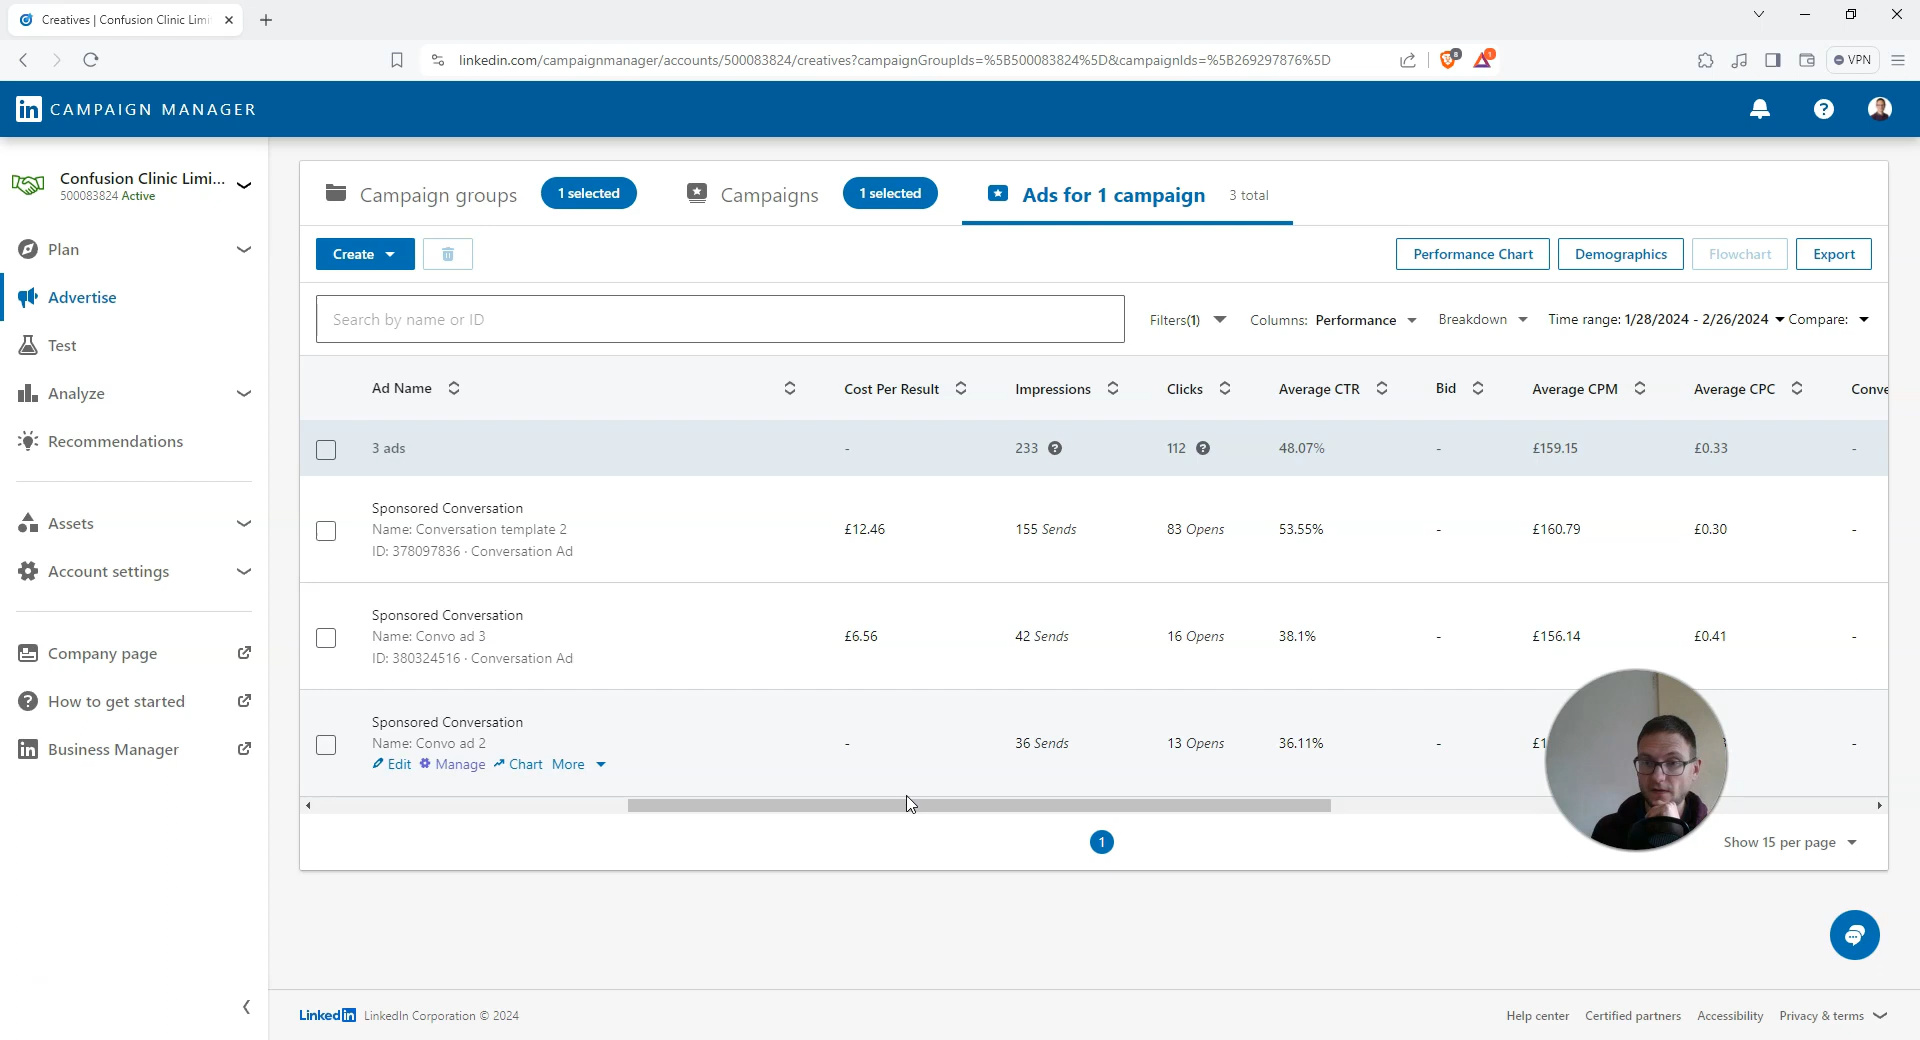 Creatives | Confusion Clinic Limi
linkedin.com/campaignmanager/accounts/500083824/creatives?campaignGroupIds=%5B500083824%5D&campaignIds=%5B269297876%5D
8
1
VPN
in CAMPAIGN MANAGER
Confusion Clinic Limi...
500083824 Active
Plan
Advertise
Test
Analyze
Recommendations
Assets
Account settings
Company page
How to get started
Business Manager
Campaign groups 1 selected Campaigns 1 selected Ads for 1 campaign 3 total
Create Performance Chart Demographics Flowchart Export
Search by name or ID Filters(1) Columns: Performance Breakdown Time range: 1/28/2024 - 2/26/2024 Compare:
Ad Name Cost Per Result Impressions Clicks Average CTR Bid Average CPM Average CPC Conve
3 ads - 233 112 48.07% - £159.15 £0.33 -
Sponsored Conversation
Name: Conversation template 2 £12.46 155 Sends 83 Opens 53.55% - £160.79 £0.30 -
ID: 378097836 · Conversation Ad
Sponsored Conversation
Name: Convo ad 3 £6.56 42 Sends 16 Opens 38.1% - £156.14 £0.41 -
ID: 380324516 · Conversation Ad
Sponsored Conversation
Name: Convo ad 2 - 36 Sends 13 Opens 36.11% - £1 -
Edit Manage Chart More
1 Show 15 per page
LinkedIn LinkedIn Corporation © 2024 Help center Certified partners Accessibility Privacy & terms